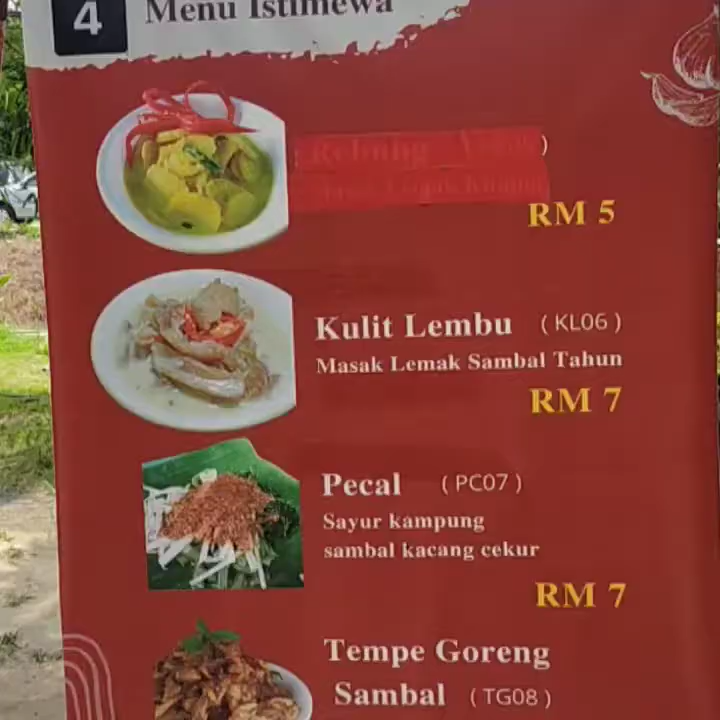 4
Menu Istimewa
Rebung
RM 5
Kulit Lembu (KL06)
Masak Lemak Sambal Tahun
RM 7
Pecal (PC07)
Sayur kampung
sambal kacang cekur
RM 7
Tempe Goreng
Sambal (TG08)